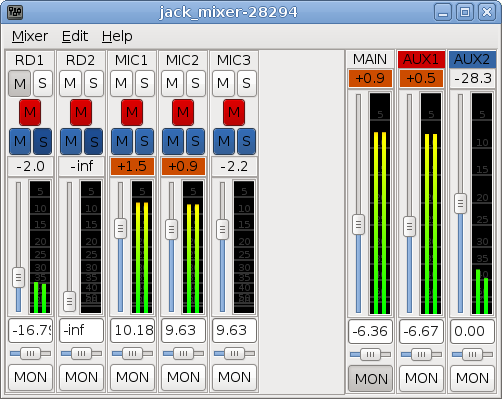 jack_mixer-28294
Mixer Edit Help
RD1 RD2 MIC1 MIC2 MIC3 MAIN AUX1 AUX2
M S M S M S M S M S +0.9 +0.5 -28.3
M M M M M
M S M S M S M S M S
-2.0 -inf +1.5 +0.9 -2.2
5 5 5 5 5 5 5 5
10 10 10 10 10 10 10 10
15 15 15 15 15 15 15 15
20 20 20 20 20 20 20 20
25 25 25 25 25 25 25 25
30 30 30 30 30 30 30 30
35 35 35 35 35 35 35 35
40 40 40 40 40 40 40 40
-16.79 -inf 10.18 9.63 9.63 -6.36 -6.67 0.00
MON MON MON MON MON MON MON MON